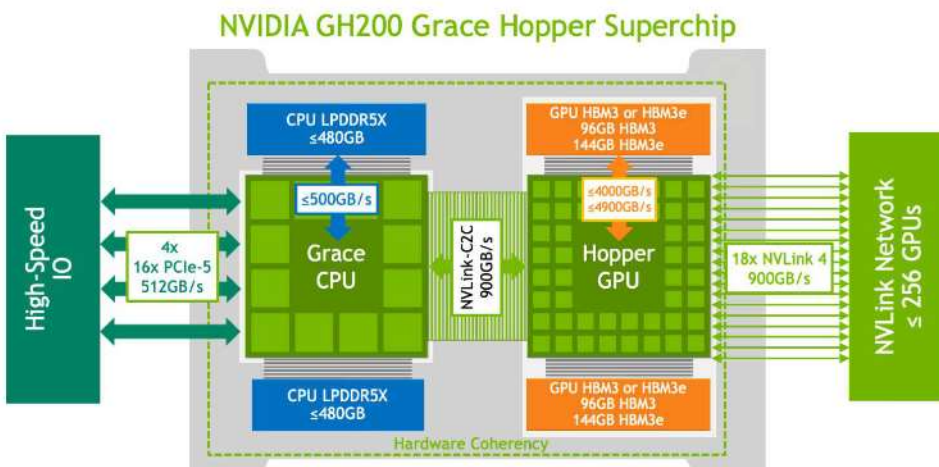 NVIDIA GH200 Grace Hopper Superchip
High-Speed
IO
4x
16x PCIe-5
512GB/s
CPU LPDDR5X
≤480GB
≤500GB/s
Grace
CPU
CPU LPDDR5X
≤480GB
NVLink-C2C
900GB/s
GPU HBM3 or HBM3e
96GB HBM3
144GB HBM3e
≤4000GB/s
≤4900GB/s
Hopper
GPU
GPU HBM3 or HBM3e
96GB HBM3
144GB HBM3e
18x NVLink 4
900GB/s
NVLink Network
≤ 256 GPUs
Hardware Coherency